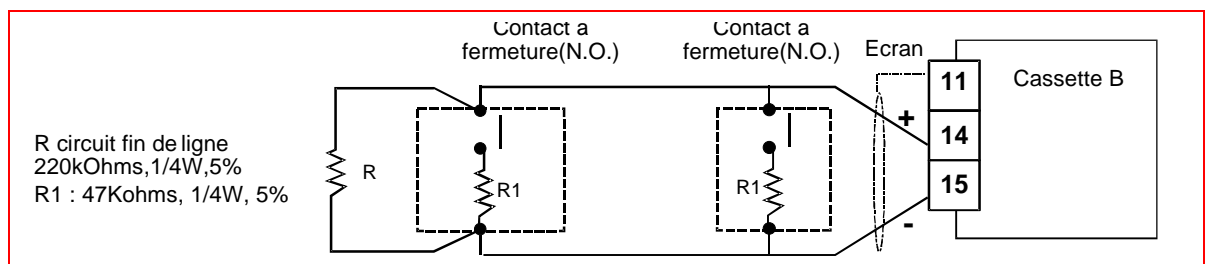 Contact a
fermeture(N.O.)
Contact a
fermeture(N.O.)
Ecran
11
Cassette B
+
14
R circuit fin de ligne
220kOhms,1/4W,5%
R
R1 : 47Kohms, 1/4W, 5%
R1
R1
15
-